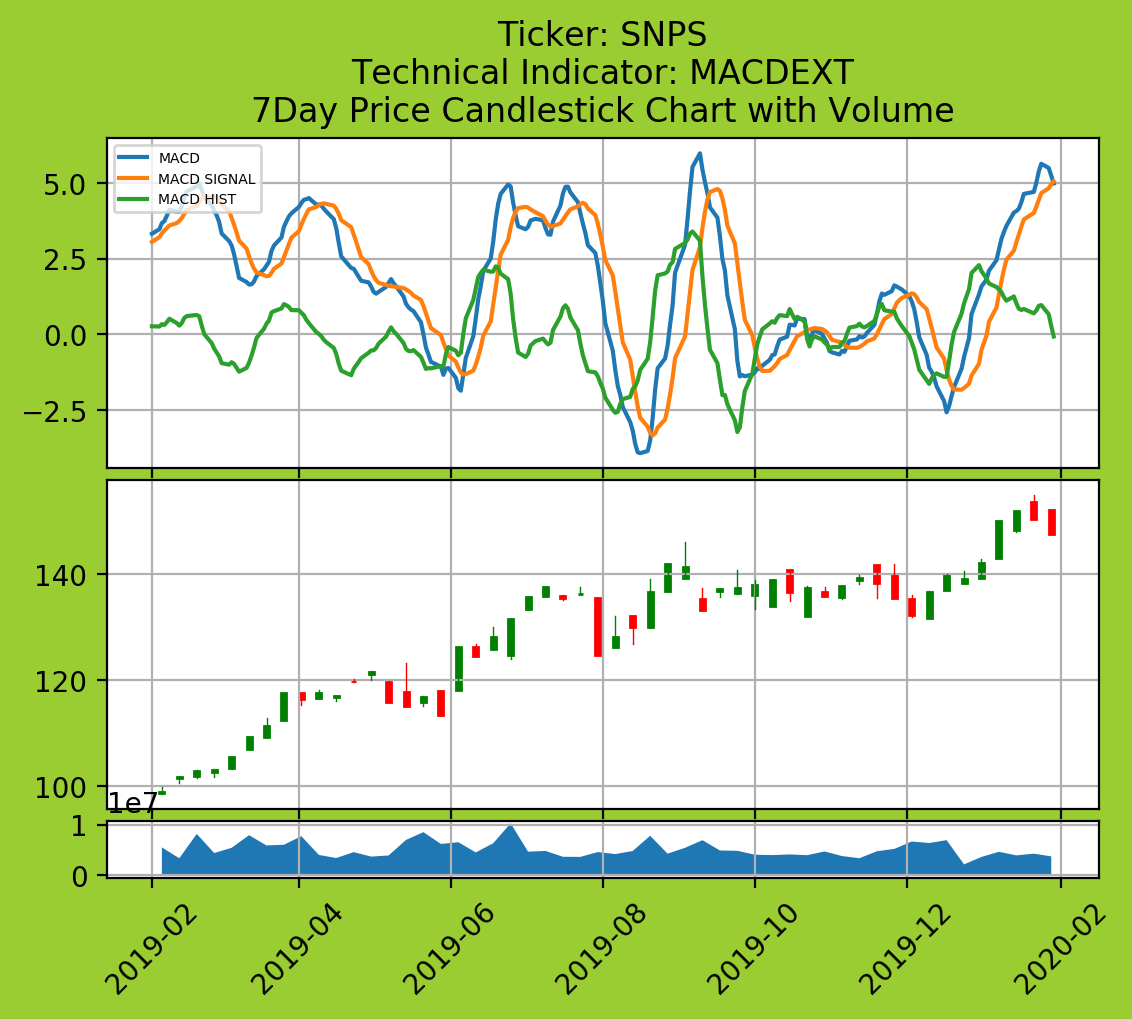 Ticker: SNPS
Technical Indicator: MACDEXT
7Day Price Candlestick Chart with Volume
MACD
MACD SIGNAL
MACD HIST
5.0
2.5
0.0
−2.5
140
120
100
1e7
1
0
2019-02
2019-04
2019-06
2019-08
2019-10
2019-12
2020-02